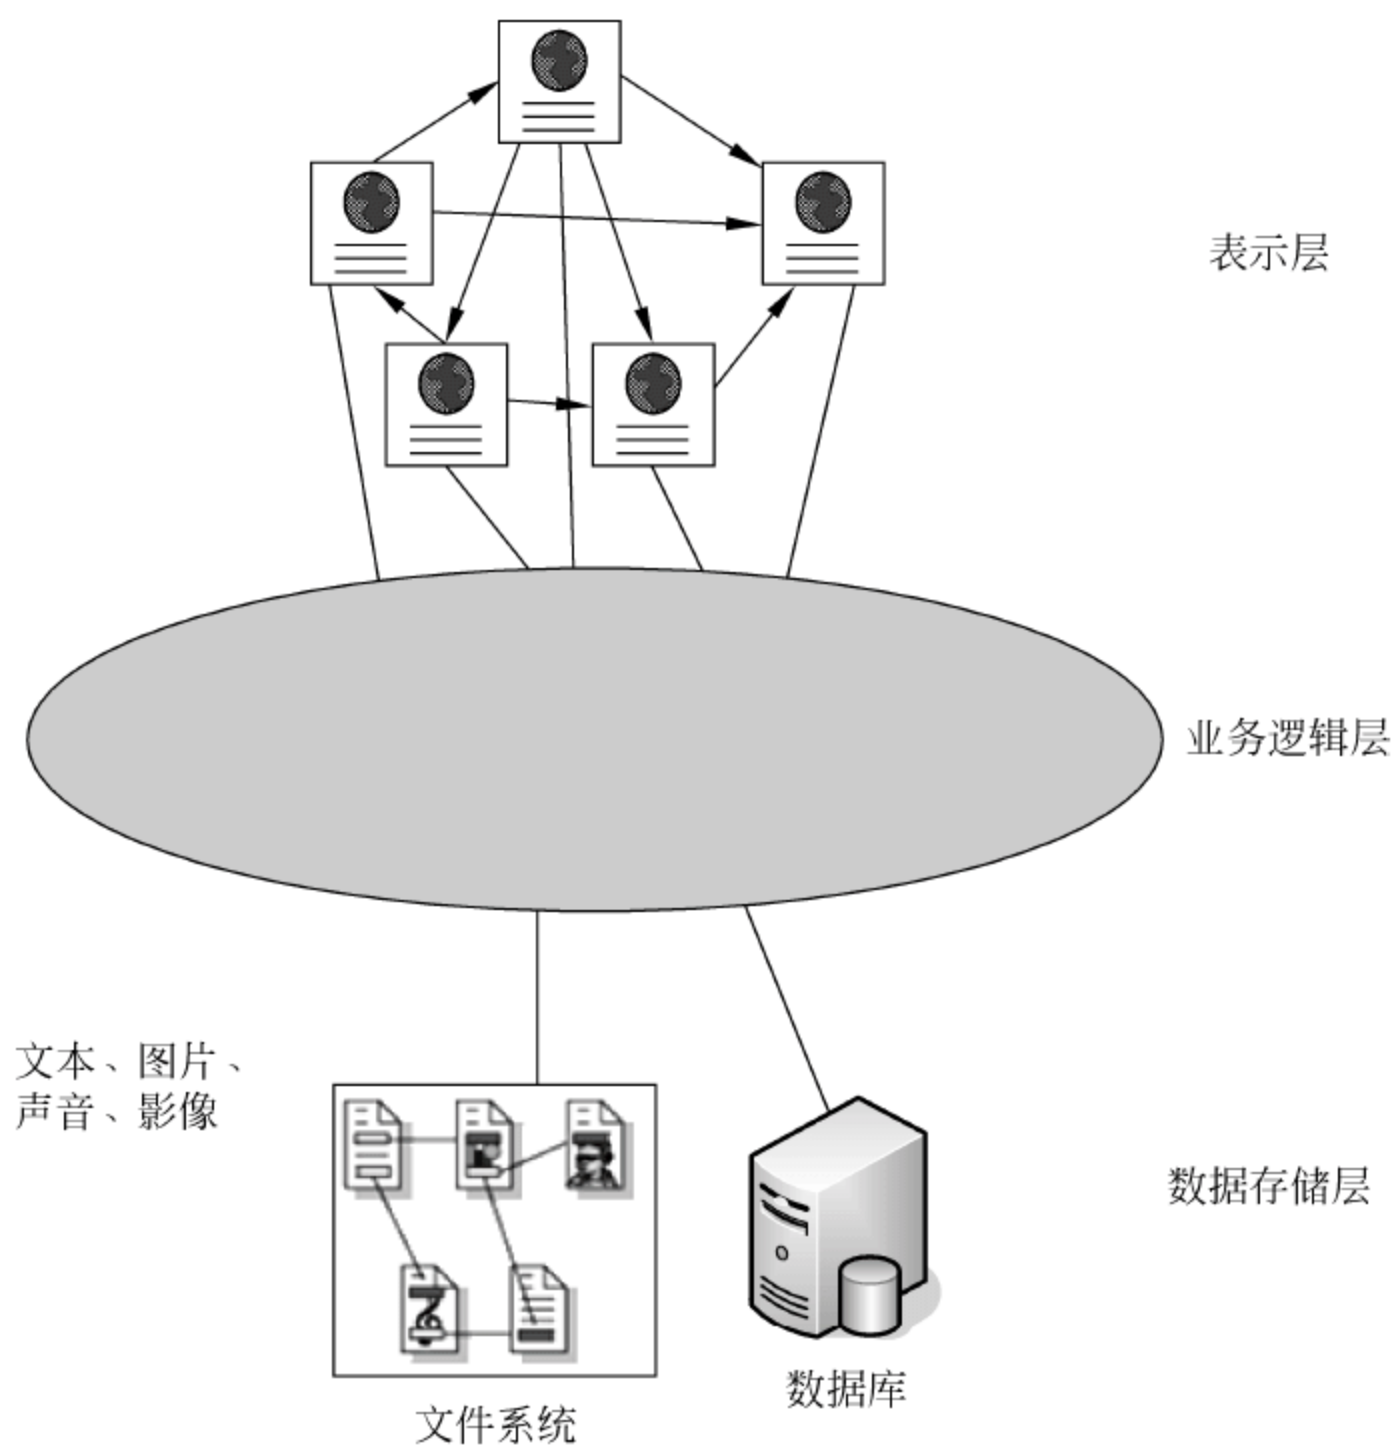 表示层
业务逻辑层
文本、图片、
声音、影像
数据存储层
数据库
文件系统